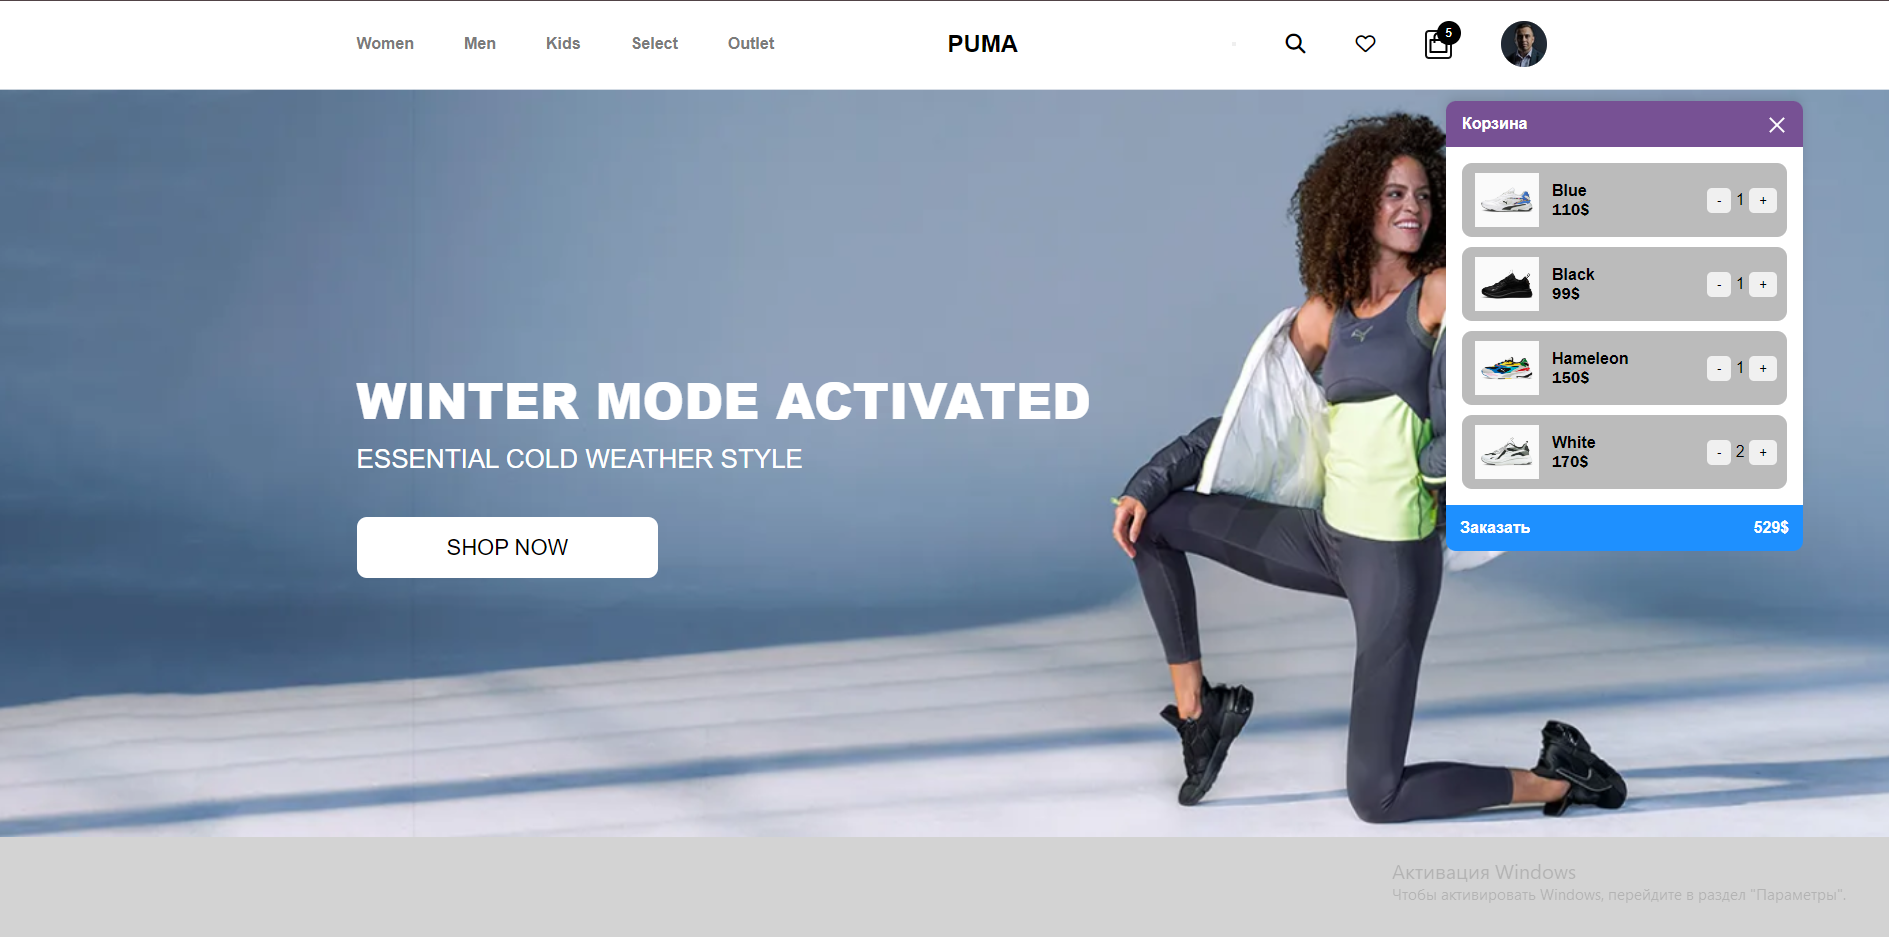 Women Men Kids Select Outlet PUMA 5
Корзина
Blue
110$
- 1 +
Black
99$
- 1 +
Hameleon
150$
- 1 +
White
170$
- 2 +
Заказать 529$
WINTER MODE ACTIVATED
ESSENTIAL COLD WEATHER STYLE
SHOP NOW
Активация Windows
Чтобы активировать Windows, перейдите в раздел "Параметры".